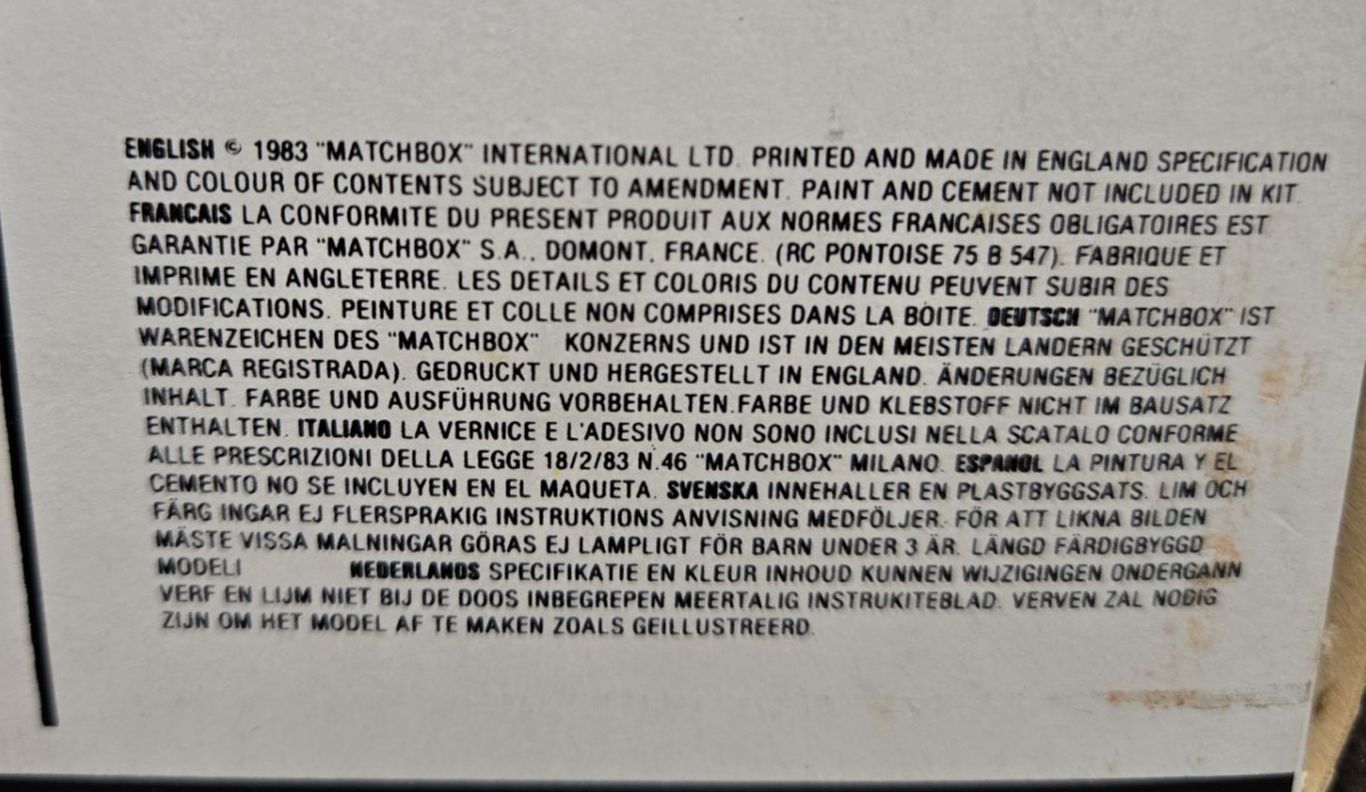 ENGLISH © 1983 "MATCHBOX" INTERNATIONAL LTD. PRINTED AND MADE IN ENGLAND SPECIFICATION
AND COLOUR OF CONTENTS SUBJECT TO AMENDMENT. PAINT AND CEMENT NOT INCLUDED IN KIT.
FRANCAIS LA CONFORMITE DU PRESENT PRODUIT AUX NORMES FRANCAISES OBLIGATOIRES EST
GARANTIE PAR "MATCHBOX" S.A., DOMONT, FRANCE. (RC PONTOISE 75 B 547). FABRIQUE ET
IMPRIME EN ANGLETERRE. LES DETAILS ET COLORIS DU CONTENU PEUVENT SUBIR DES
MODIFICATIONS. PEINTURE ET COLLE NON COMPRISES DANS LA BOITE. DEUTSCH "MATCHBOX" IST
WARENZEICHEN DES "MATCHBOX" KONZERNS UND IST IN DEN MEISTEN LANDERN GESCHÜTZT
(MARCA REGISTRADA). GEDRUCKT UND HERGESTELLT IN ENGLAND. ÄNDERUNGEN BEZÜGLICH
INHALT. FARBE UND AUSFÜHRUNG VORBEHALTEN.FARBE UND KLEBSTOFF NICHT IM BAUSATZ
ENTHALTEN. ITALIANO LA VERNICE E L'ADESIVO NON SONO INCLUSI NELLA SCATALO CONFORME
ALLE PRESCRIZIONI DELLA LEGGE 18/2/83 N.46 "MATCHBOX" MILANO. ESPANOL LA PINTURA Y EL
CEMENTO NO SE INCLUYEN EN EL MAQUETA. SVENSKA INNEHALLER EN PLASTBYGGSATS. LIM OCH
FÄRG INGAR EJ FLERSPRAKIG INSTRUKTIONS ANVISNING MEDFÖLJER. FÖR ATT LIKNA BILDEN
MÄSTE VISSA MALNINGAR GÖRAS EJ LAMPLIGT FÖR BARN UNDER 3 ÄR. LÄNGD FÄRDIGBYGGD
MODELI NEDERLANDS SPECIFIKATIE EN KLEUR INHOUD KUNNEN WIJZIGINGEN ONDERGANN
VERF EN LIJM NIET BIJ DE DOOS INBEGREPEN MEERTALIG INSTRUKITEBLAD. VERVEN ZAL NODIG
ZIJN OM HET MODEL AF TE MAKEN ZOALS GEILLUSTREERD.